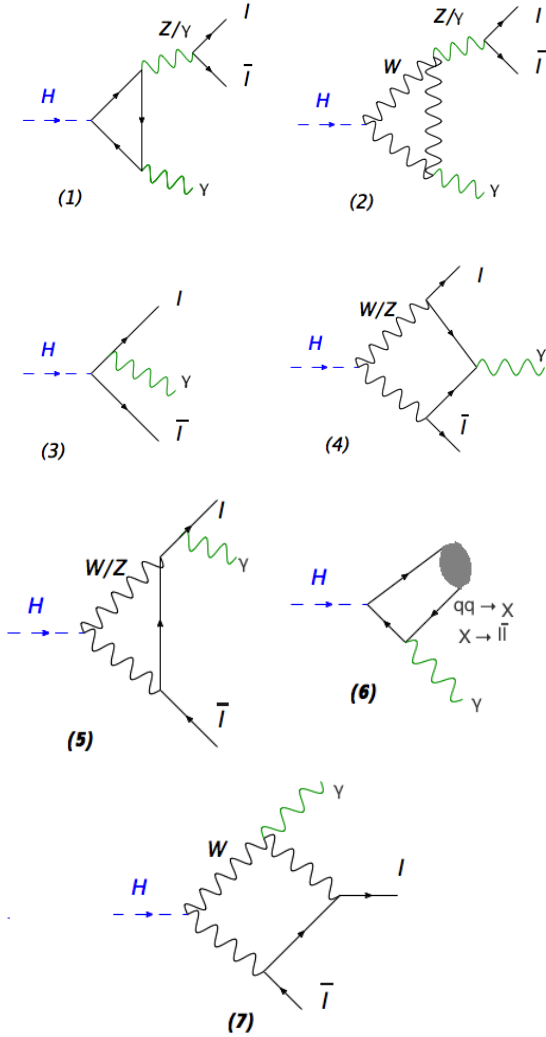 Z/γ l
l̅
H
γ
(1)
Z/γ l
W l̅
H
γ
(2)
l
H
γ
l̅
(3)
l
W/Z
H γ
l̅
(4)
l
W/Z γ
H
l̅
(5)
H
qq → X
X → ll̅
(6) γ
γ
W
H l
l̅
(7)